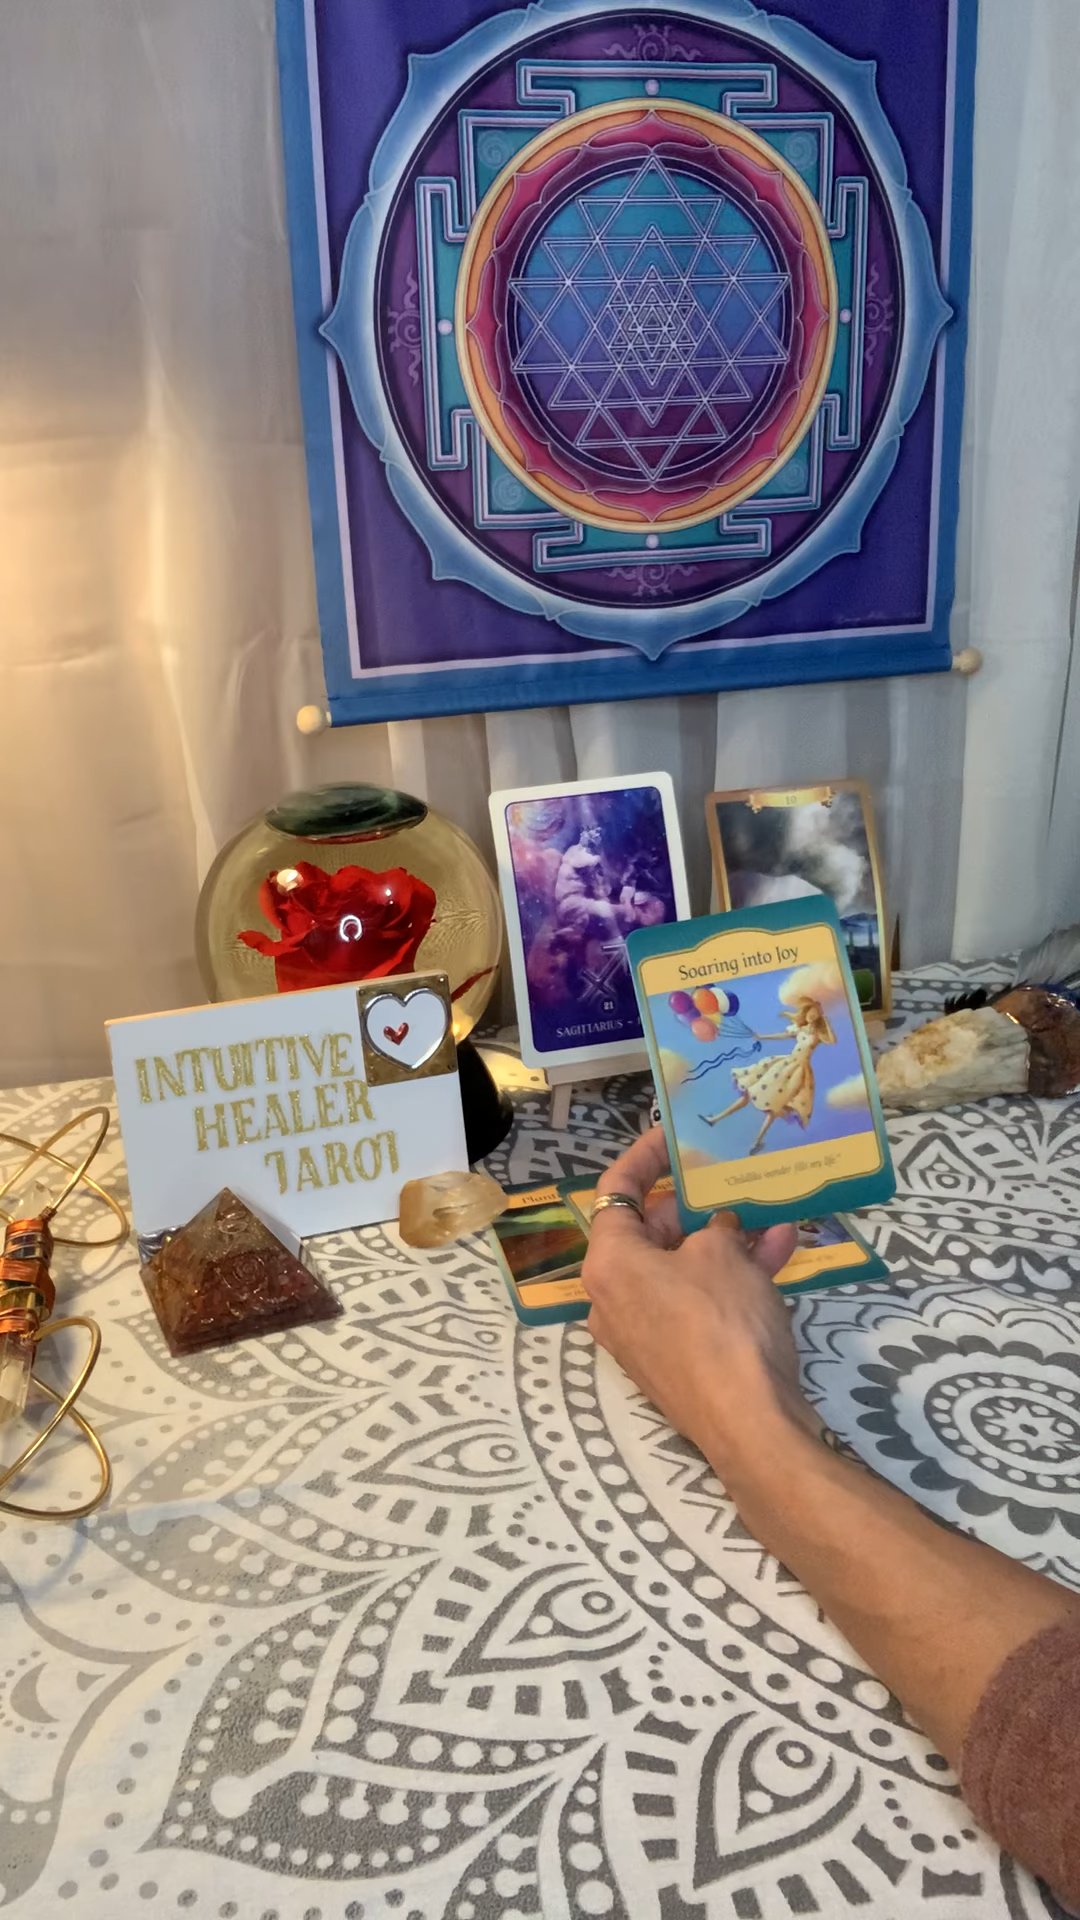 10
21
SAGITTARIUS ~
Soaring into Joy
"Childlike wonder fills my life."
INTUITIVE
HEALER
TAROT